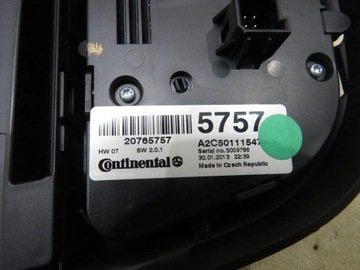 5757
20765757
A2C50111547
HW 07 SW 2.0.1
Serial no.:5009766
30.01.2013 22:39
Continental
Made in Czech Republic